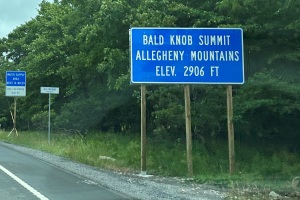 BALD KNOB SUMMIT
ALLEGHENY MOUNTAINS
ELEV. 2906 FT